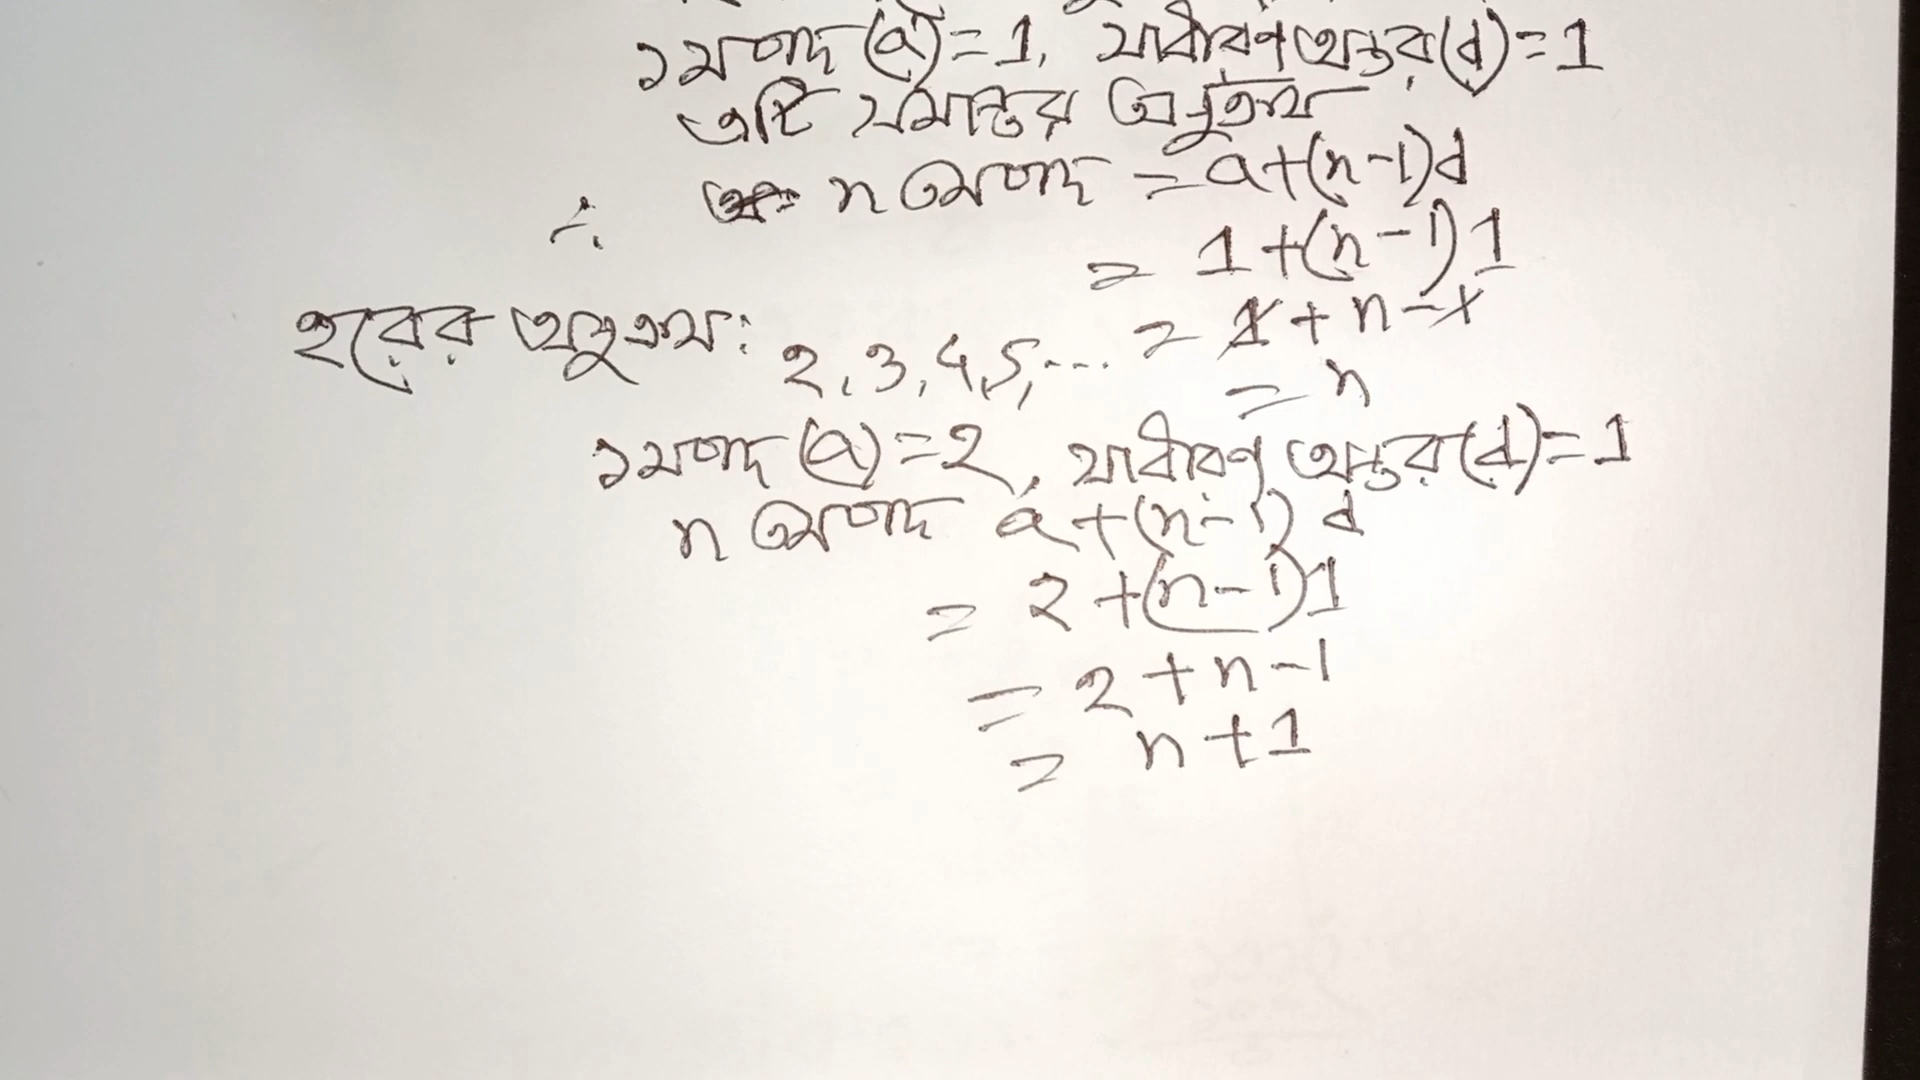 ১ম পদ (a) = 1, সাধারণ অন্তর (d) = 1
এটি সমান্তর অনুক্রম
∴ n তম পদ = a+(n-1)d
= 1+(n-1)1
= 1+n-1
= n
হরের অনুক্রম: 2, 3, 4, 5, ...
১ম পদ (a) = 2, সাধারণ অন্তর (d) = 1
n তম পদ a+(n-1)d
= 2+(n-1)1
= 2+n-1
= n+1